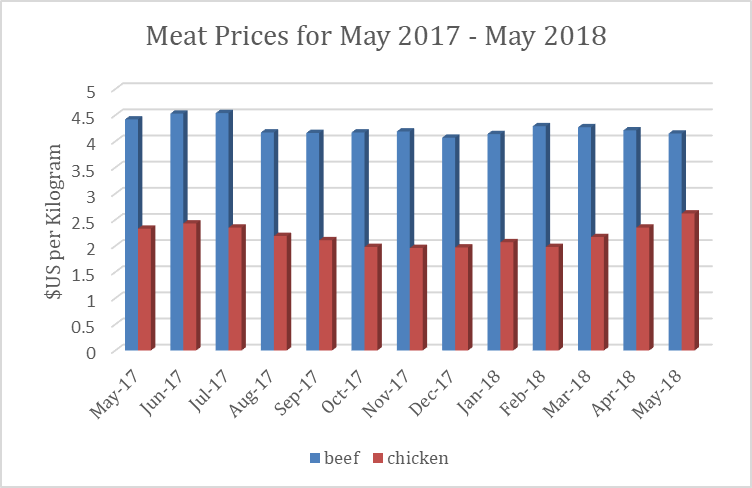 Meat Prices for May 2017 - May 2018
$US per Kilogram
5
4.5
4
3.5
3
2.5
2
1.5
1
0.5
0
May-17
Jun-17
Jul-17
Aug-17
Sep-17
Oct-17
Nov-17
Dec-17
Jan-18
Feb-18
Mar-18
Apr-18
May-18
beef chicken